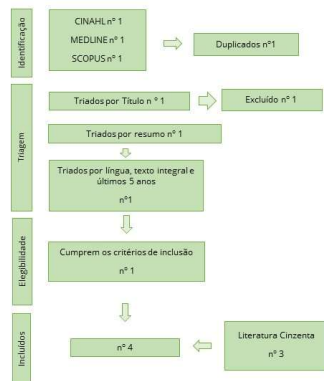 Identificação
CINAHL nº 1
MEDLINE nº 1
SCOPUS nº 1
Duplicados nº1
Triagem
Triados por Título n º 1
Excluído nº 1
Triados por resumo nº 1
Triados por língua, texto integral e
últimos 5 anos
nº1
Elegibilidade
Cumprem os critérios de inclusão
nº 1
Incluídos
nº 4
Literatura Cinzenta
nº 3